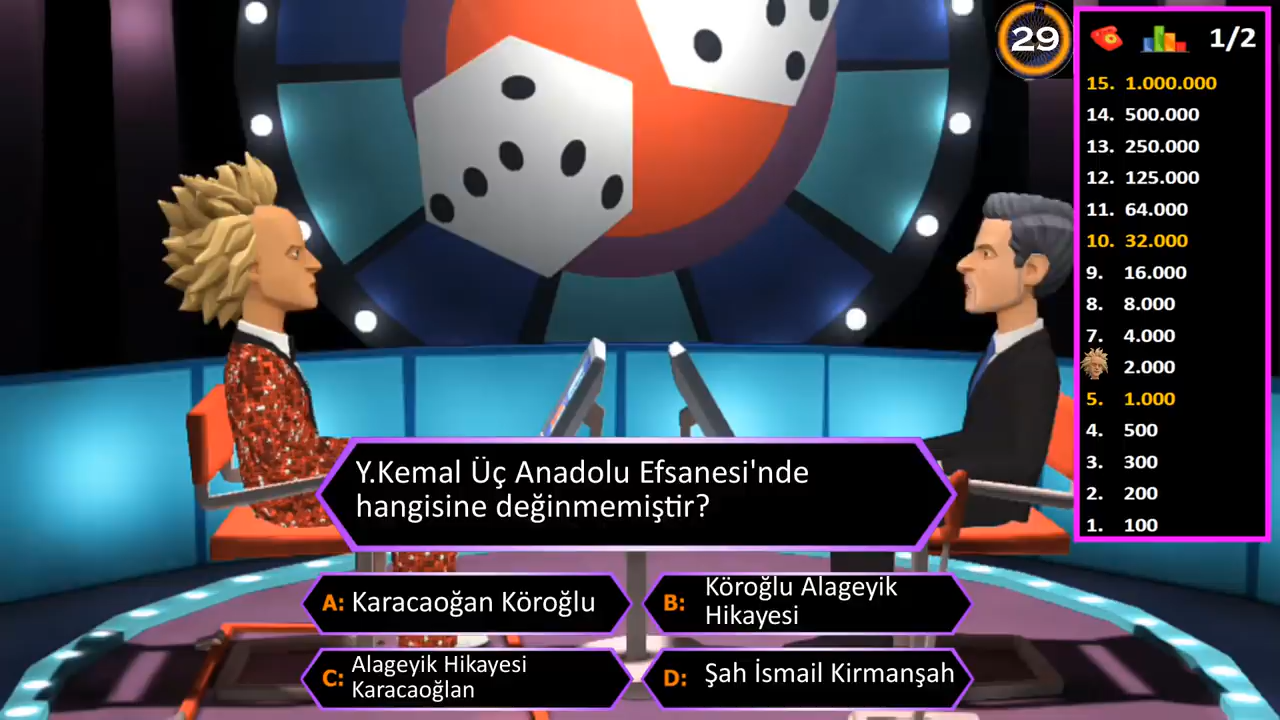 29
1/2
15. 1.000.000
14. 500.000
13. 250.000
12. 125.000
11. 64.000
10. 32.000
9. 16.000
8. 8.000
7. 4.000
2.000
5. 1.000
4. 500
3. 300
2. 200
1. 100
Y.Kemal Üç Anadolu Efsanesi'nde
hangisine değinmemiştir?
A: Karacaoğan Köroğlu
B: Köroğlu Alageyik
Hikayesi
C: Alageyik Hikayesi
Karacaoğlan
D: Şah İsmail Kirmanşah